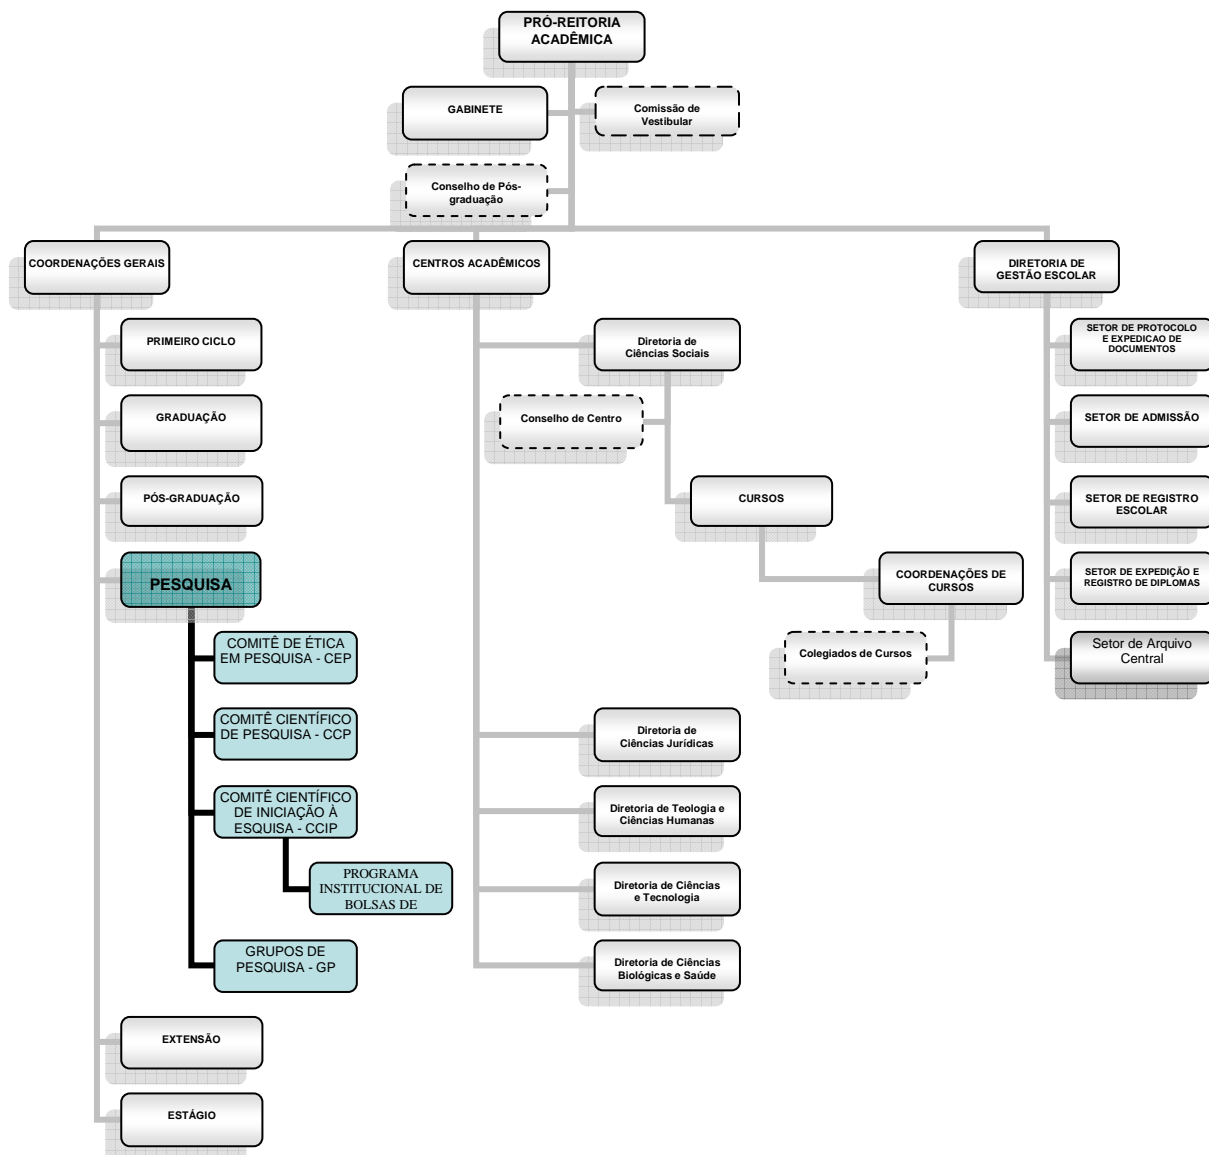 PRÓ-REITORIA
ACADÊMICA
GABINETE
Comissão de
Vestibular
Conselho de Pós-
graduação
COORDENAÇÕES GERAIS
CENTROS ACADÊMICOS
DIRETORIA DE
GESTÃO ESCOLAR
PRIMEIRO CICLO
GRADUAÇÃO
PÓS-GRADUAÇÃO
PESQUISA
COMITÊ DE ÉTICA
EM PESQUISA - CEP
COMITÊ CIENTÍFICO
DE PESQUISA - CCP
COMITÊ CIENTÍFICO
DE INICIAÇÃO À
ESQUISA - CCIP
PROGRAMA
INSTITUCIONAL DE
BOLSAS DE
GRUPOS DE
PESQUISA - GP
EXTENSÃO
ESTÁGIO
Diretoria de
Ciências Sociais
Conselho de Centro
CURSOS
COORDENAÇÕES DE
CURSOS
Colegiados de Cursos
Diretoria de
Ciências Jurídicas
Diretoria de Teologia e
Ciências Humanas
Diretoria de Ciências
e Tecnologia
Diretoria de Ciências
Biológicas e Saúde
SETOR DE PROTOCOLO
E EXPEDICAO DE
DOCUMENTOS
SETOR DE ADMISSÃO
SETOR DE REGISTRO
ESCOLAR
SETOR DE EXPEDIÇÃO E
REGISTRO DE DIPLOMAS
Setor de Arquivo
Central